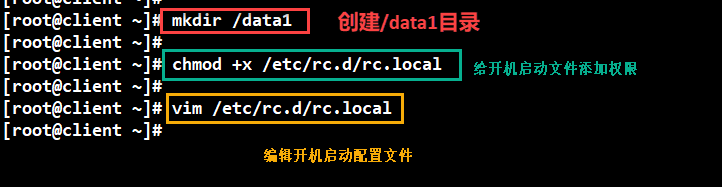 [root@client ~]#
[root@client ~]# mkdir /data1 创建/data1目录
[root@client ~]#
[root@client ~]# chmod +x /etc/rc.d/rc.local 给开机启动文件添加权限
[root@client ~]#
[root@client ~]# vim /etc/rc.d/rc.local
[root@client ~]#
编辑开机启动配置文件